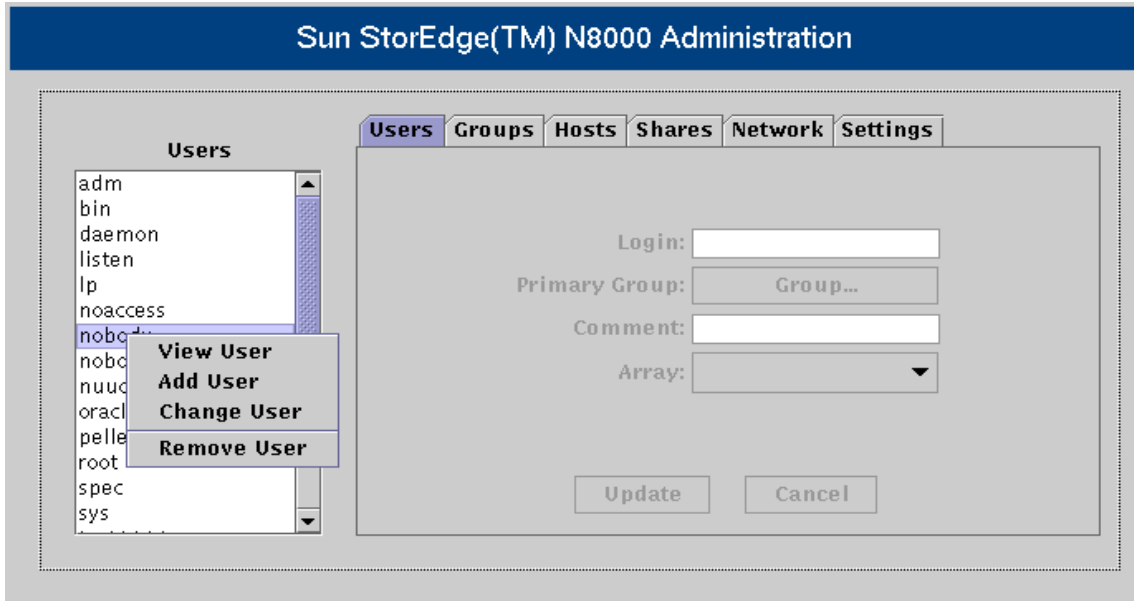 Sun StorEdge(TM) N8000 Administration
Users
Groups
Hosts
Shares
Network
Settings
Users
adm
bin
daemon
listen
lp
noaccess
View User
Add User
Change User
Remove User
root
spec
sys
Login:
Primary Group:
Group...
Comment:
Array:
Update
Cancel